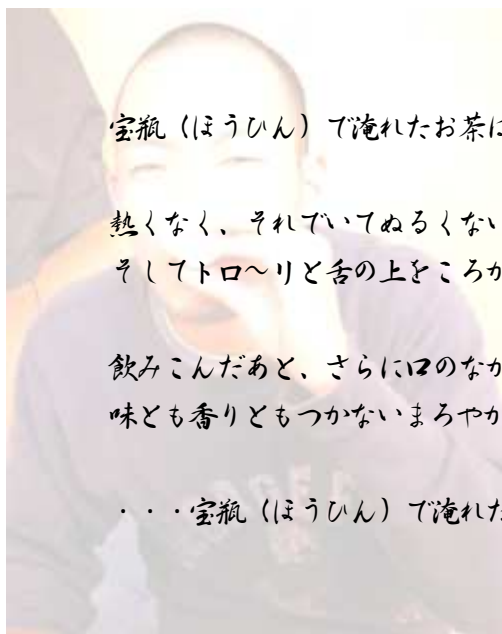 宝瓶（ほうひん）で淹れたお茶に
熱くなく、それでいてぬるくない
そしてトロ〜リと舌の上をころが
飲みこんだあと、さらに口のなか
味とも香りともつかないまろやか
・・・宝瓶（ほうひん）で淹れた